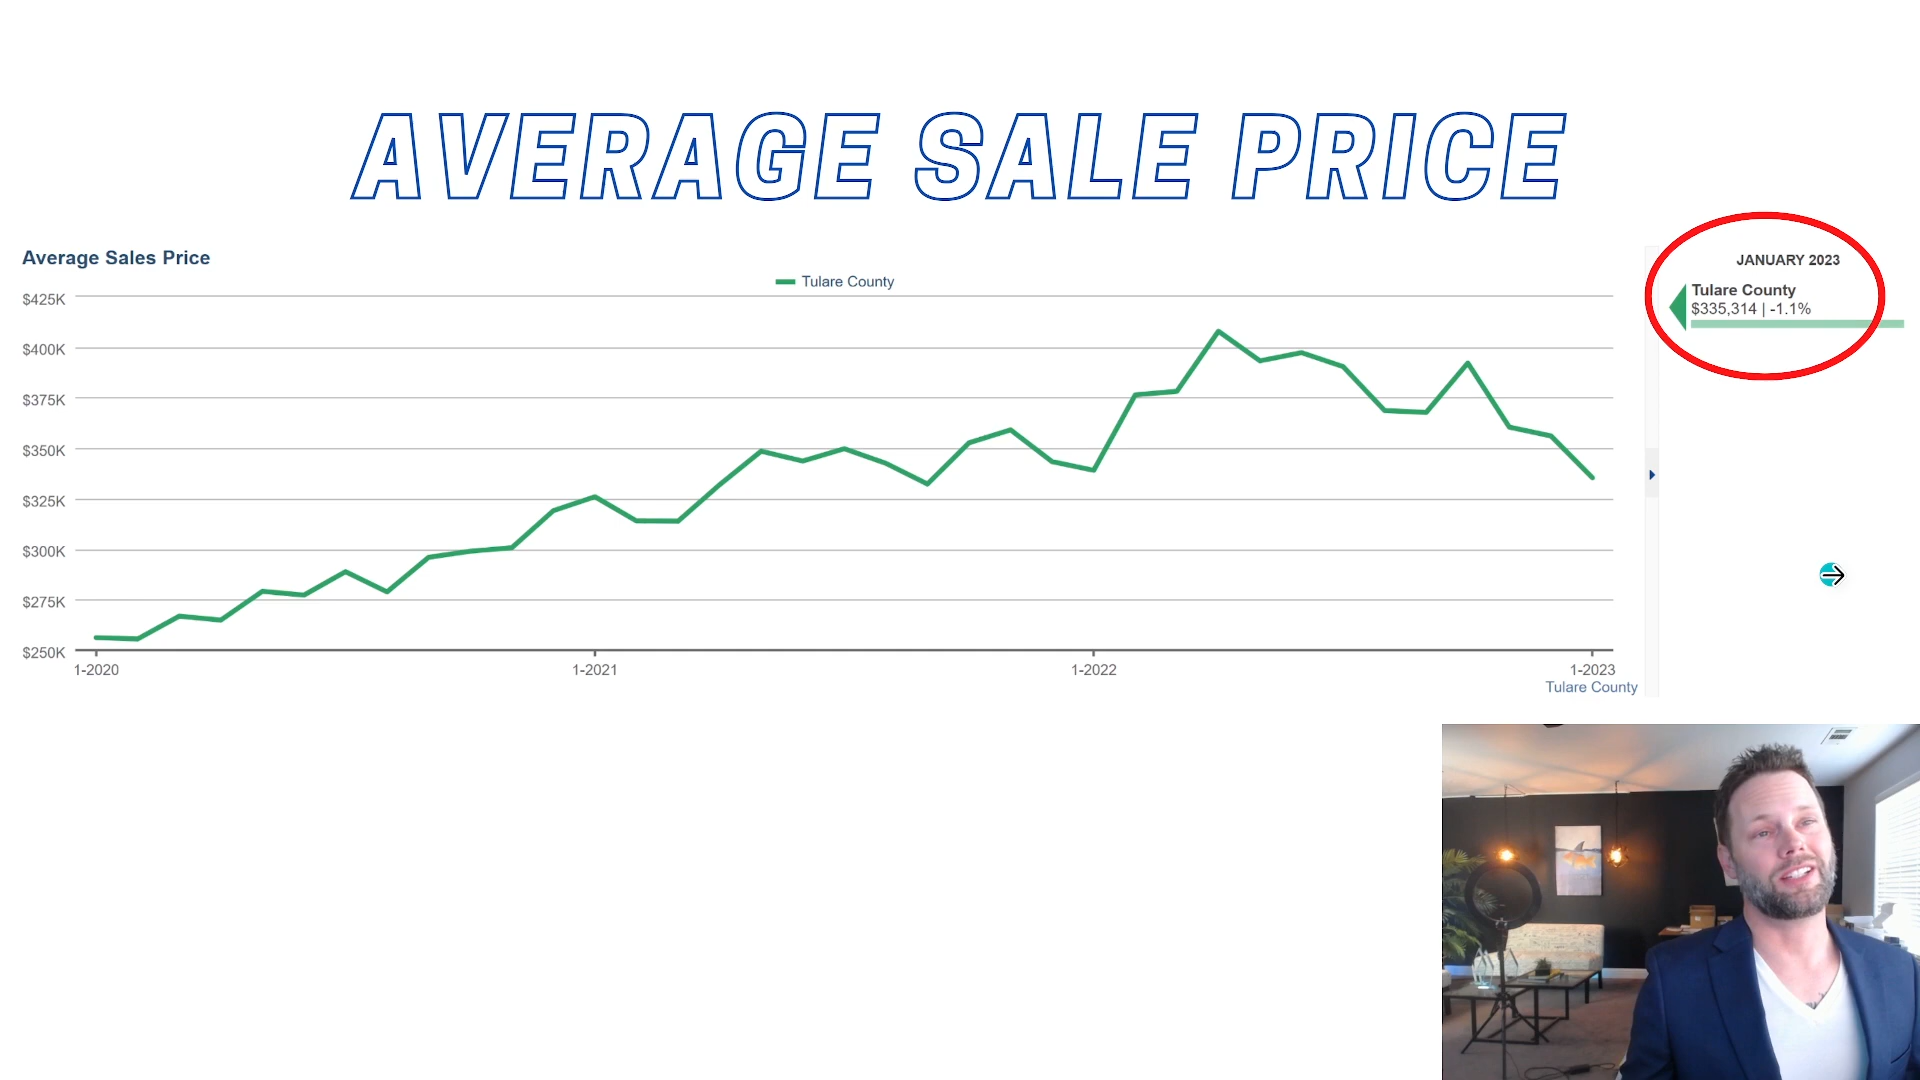 AVERAGE SALE PRICE
Average Sales Price
Tulare County
$425K
$400K
$375K
$350K
$325K
$300K
$275K
$250K
1-2020
1-2021
1-2022
1-2023
Tulare County
JANUARY 2023
Tulare County
$335,314 | -1.1%